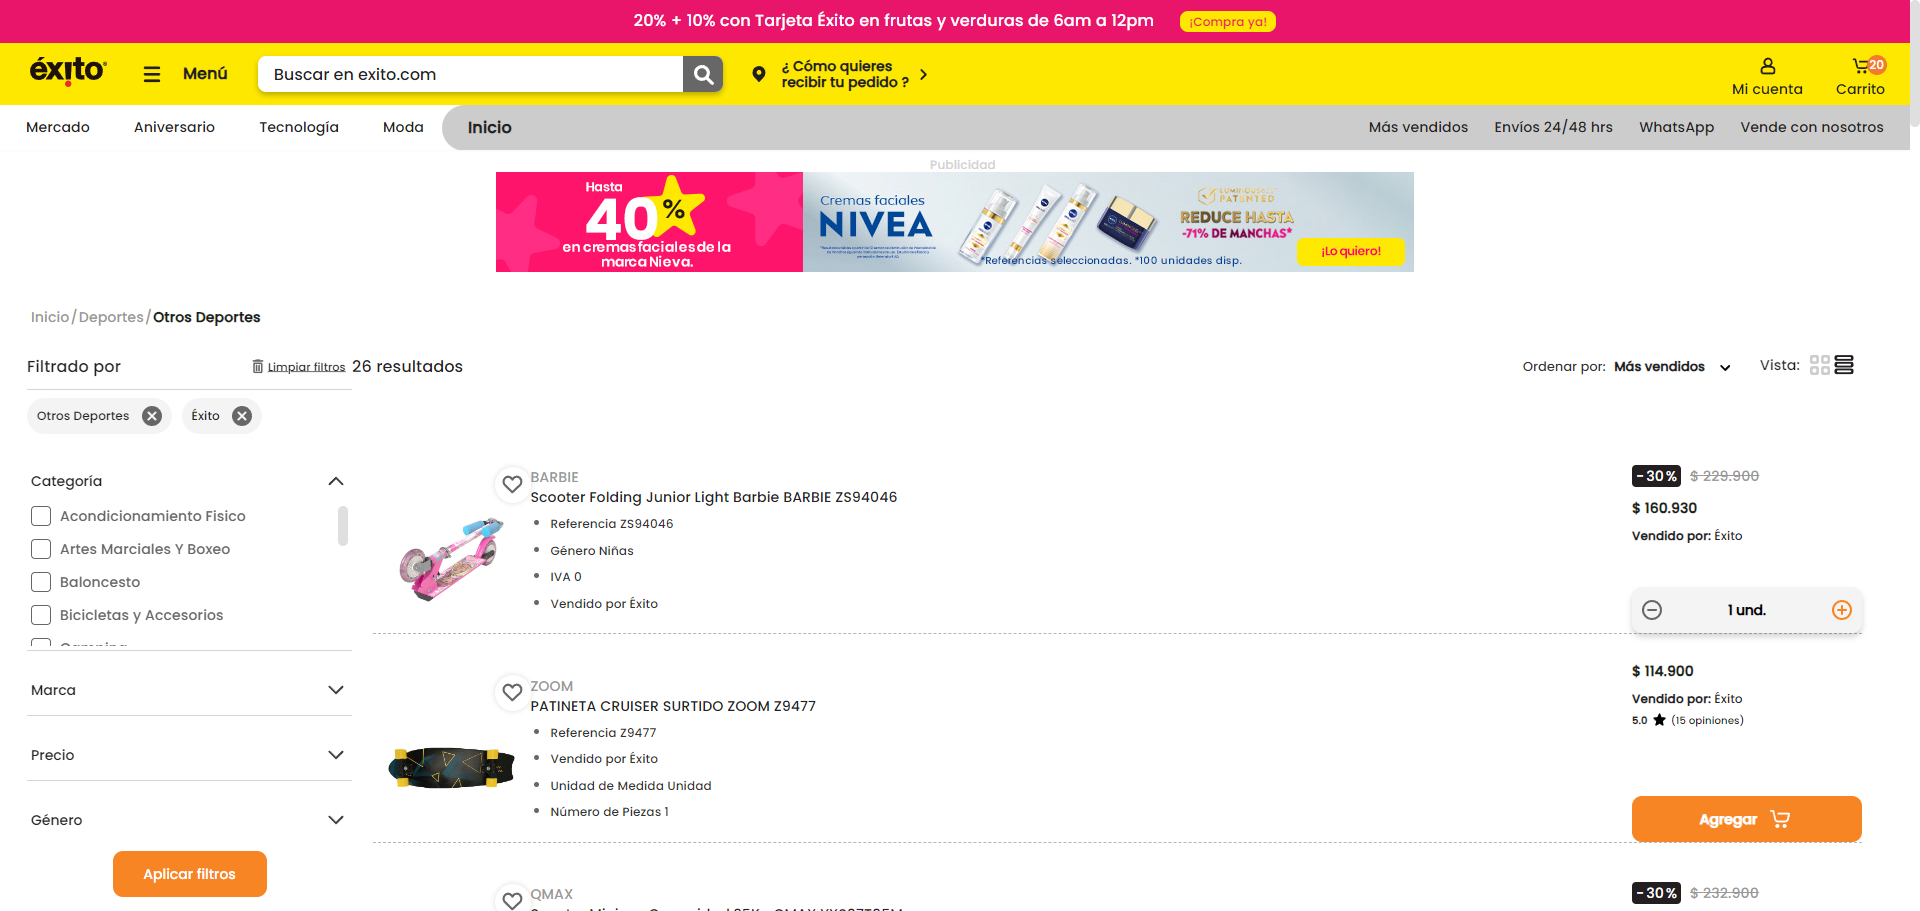 20% + 10% con Tarjeta Éxito en frutas y verduras de 6am a 12pm
¡Compra ya!
éxito
Menú
Buscar en exito.com
¿ Cómo quieres
recibir tu pedido ?
Mi cuenta
20
Carrito
Mercado
Aniversario
Tecnología
Moda
Inicio
Más vendidos
Envíos 24/48 hrs
WhatsApp
Vende con nosotros
Publicidad
Hasta
40%
en cremas faciales de la
marca Nieva.
Cremas faciales
NIVEA
PATENTED
REDUCE HASTA
-71% DE MANCHAS*
*Referencias seleccionadas. *100 unidades disp.
¡Lo quiero!
Inicio/Deportes/Otros Deportes
Filtrado por
Limpiar filtros
26 resultados
Ordenar por: Más vendidos
Vista:
Otros Deportes
Éxito
Categoría
Acondicionamiento Fisico
Artes Marciales Y Boxeo
Baloncesto
Bicicletas y Accesorios
Marca
Precio
Género
Aplicar filtros
BARBIE
Scooter Folding Junior Light Barbie BARBIE ZS94046
Referencia ZS94046
Género Niñas
IVA 0
Vendido por Éxito
-30%
$ 229.900
$ 160.930
Vendido por: Éxito
1 und.
ZOOM
PATINETA CRUISER SURTIDO ZOOM Z9477
Referencia Z9477
Vendido por Éxito
Unidad de Medida Unidad
Número de Piezas 1
$ 114.900
Vendido por: Éxito
5.0 ★ (15 opiniones)
Agregar
QMAX
-30%
$ 232.900